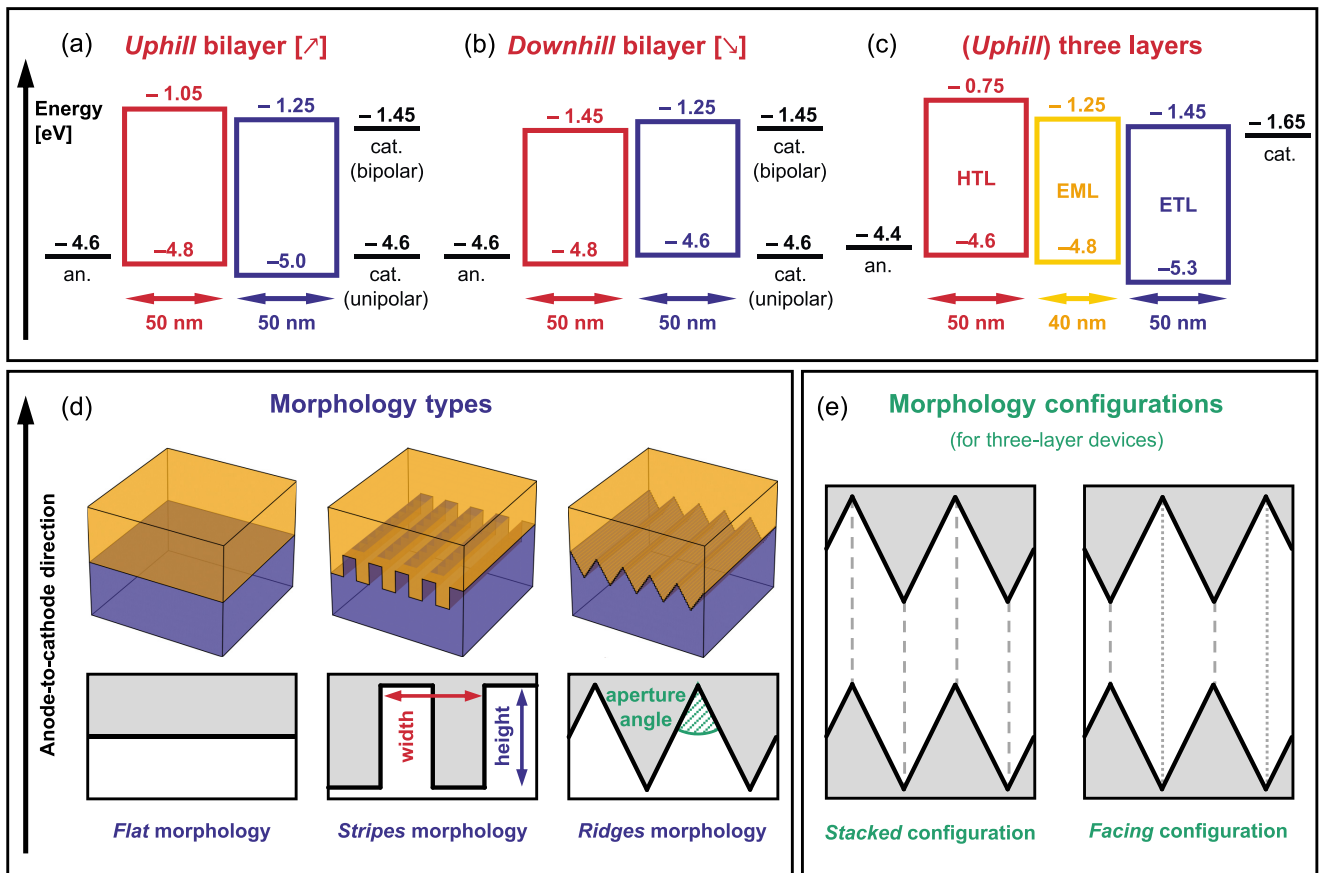 (a) Uphill bilayer [↗]
Energy
[eV]
– 1.05
– 1.25
– 1.45
cat.
(bipolar)
– 4.6
an.
–4.8
–5.0
– 4.6
cat.
(unipolar)
50 nm
50 nm
(b) Downhill bilayer [↘]
– 1.45
– 1.25
– 1.45
cat.
(bipolar)
– 4.6
an.
– 4.8
– 4.6
– 4.6
cat.
(unipolar)
50 nm
50 nm
(c) (Uphill) three layers
– 0.75
– 1.25
– 1.45
– 1.65
cat.
HTL
EML
ETL
– 4.4
an.
– 4.6
– 4.8
– 5.3
50 nm
40 nm
50 nm
Anode-to-cathode direction
(d) Morphology types
width
height
aperture
angle
Flat morphology
Stripes morphology
Ridges morphology
(e) Morphology configurations
(for three-layer devices)
Stacked configuration
Facing configuration